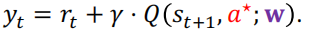 y_t = r_t + γ · Q(s_{t+1}, a*; w).